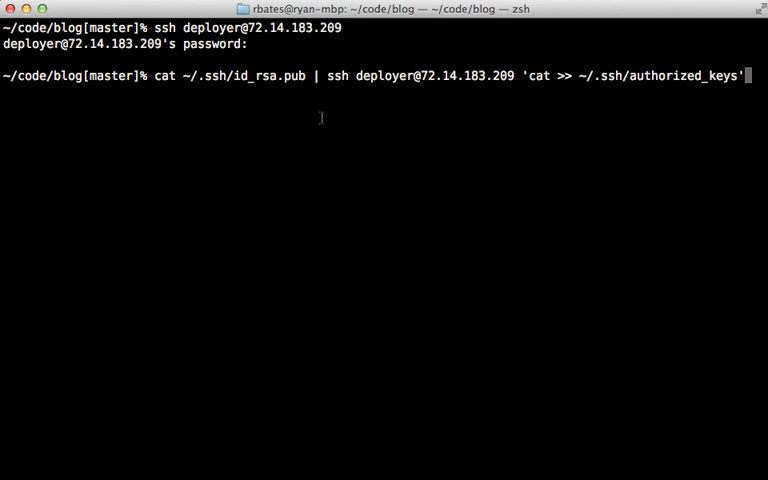 rbates@ryan-mbp: ~/code/blog — ~/code/blog — zsh
~/code/blog[master]% ssh deployer@72.14.183.209
deployer@72.14.183.209's password:
~/code/blog[master]% cat ~/.ssh/id_rsa.pub | ssh deployer@72.14.183.209 'cat >> ~/.ssh/authorized_keys'